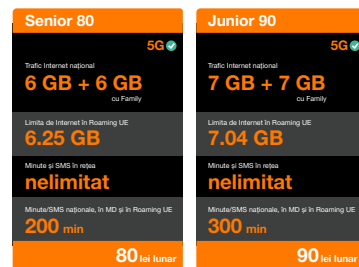 Senior 80
5G
Trafic Internet național
6 GB + 6 GB
cu Family
Limita de Internet în Roaming UE
6.25 GB
Minute și SMS în rețea
nelimitat
Minute/SMS naționale, în MD și în Roaming UE
200 min
80 lei lunar
Junior 90
5G
Trafic Internet național
7 GB + 7 GB
cu Family
Limita de Internet în Roaming UE
7.04 GB
Minute și SMS în rețea
nelimitat
Minute/SMS naționale, în MD și în Roaming UE
300 min
90 lei lunar